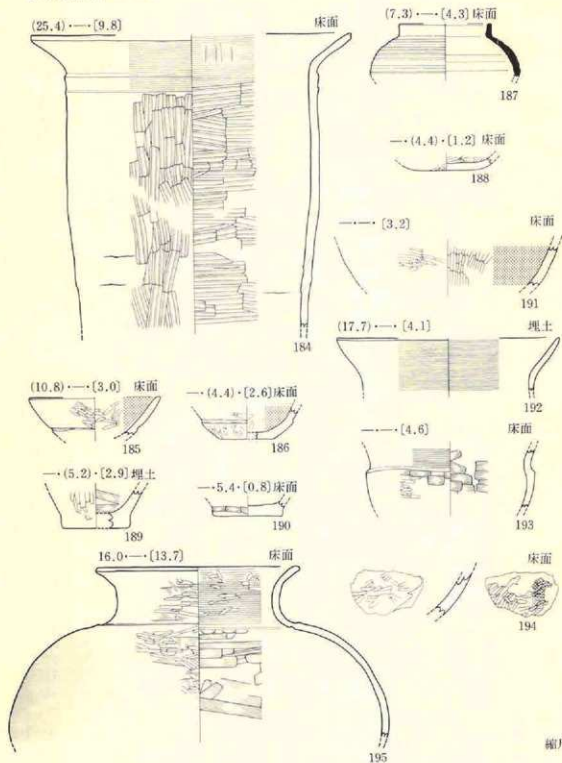 (25.4)・―・[9.8] 床面
184
(7.3)・―・[4.3] 床面
187
―・(4.4)・[1.2] 床面
188
―・―・[3.2] 床面
191
(17.7)・―・[4.1] 埋土
192
(10.8)・―・[3.0] 床面
185
―・(4.4)・[2.6] 床面
186
―・―・[4.6] 床面
193
―・(5.2)・[2.9] 埋土
189
―・5.4・[0.8] 床面
190
床面
194
16.0・―・[13.7] 床面
195
縮